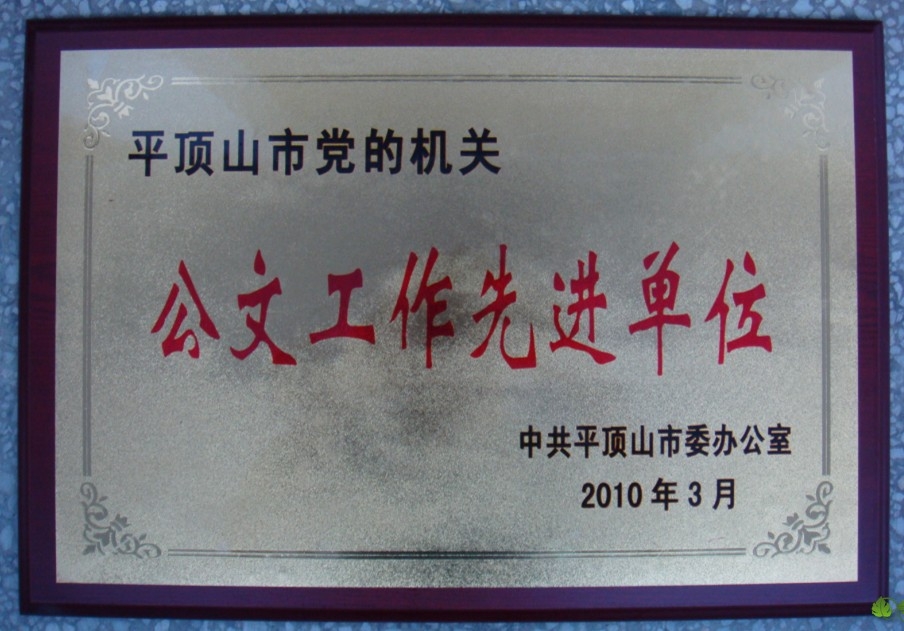 平顶山市党的机关
公文工作先进单位
中共平顶山市委办公室
2010年3月